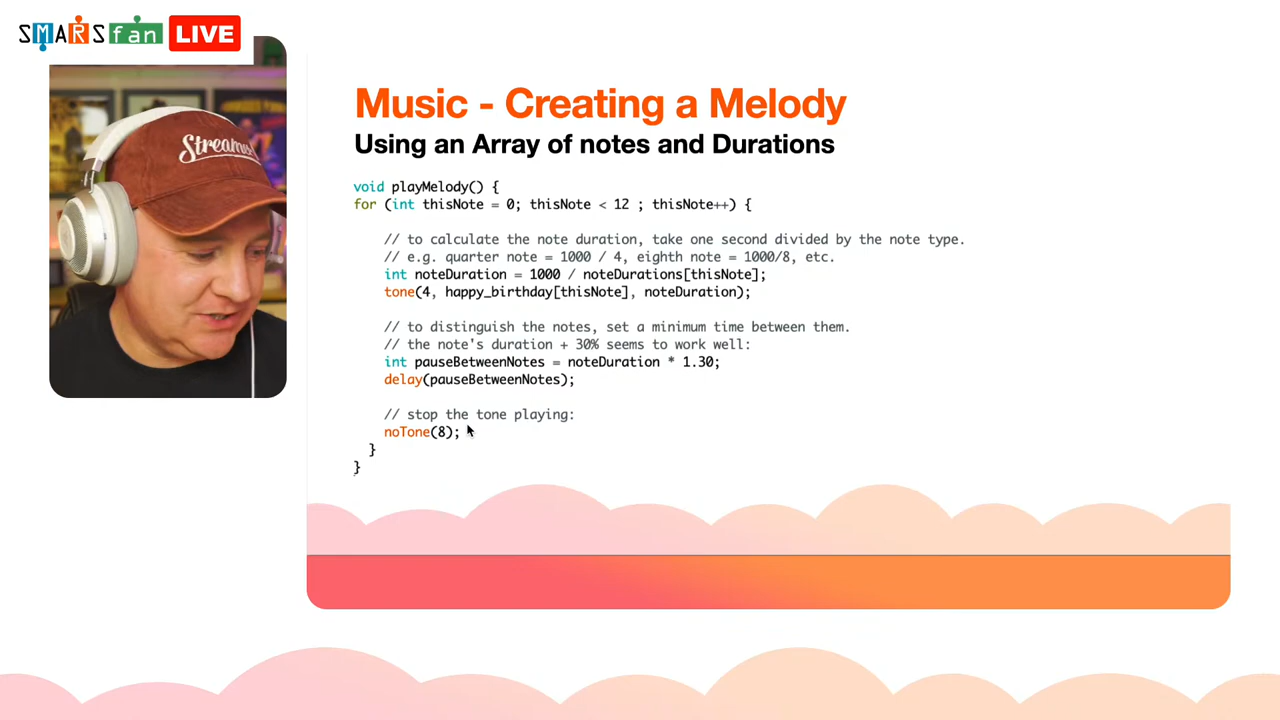 SMARSfan LIVE
Music - Creating a Melody
Using an Array of notes and Durations
void playMelody() {
for (int thisNote = 0; thisNote < 12 ; thisNote++) {
// to calculate the note duration, take one second divided by the note type.
// e.g. quarter note = 1000 / 4, eighth note = 1000/8, etc.
int noteDuration = 1000 / noteDurations[thisNote];
tone(4, happy_birthday[thisNote], noteDuration);
// to distinguish the notes, set a minimum time between them.
// the note's duration + 30% seems to work well:
int pauseBetweenNotes = noteDuration * 1.30;
delay(pauseBetweenNotes);
// stop the tone playing:
noTone(8);
}
}